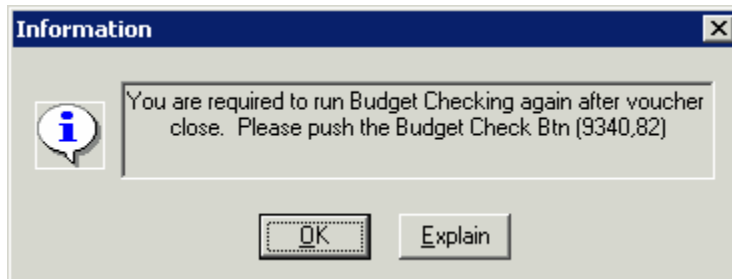 Information
You are required to run Budget Checking again after voucher
close.  Please push the Budget Check Btn (9340,82)
OK
Explain